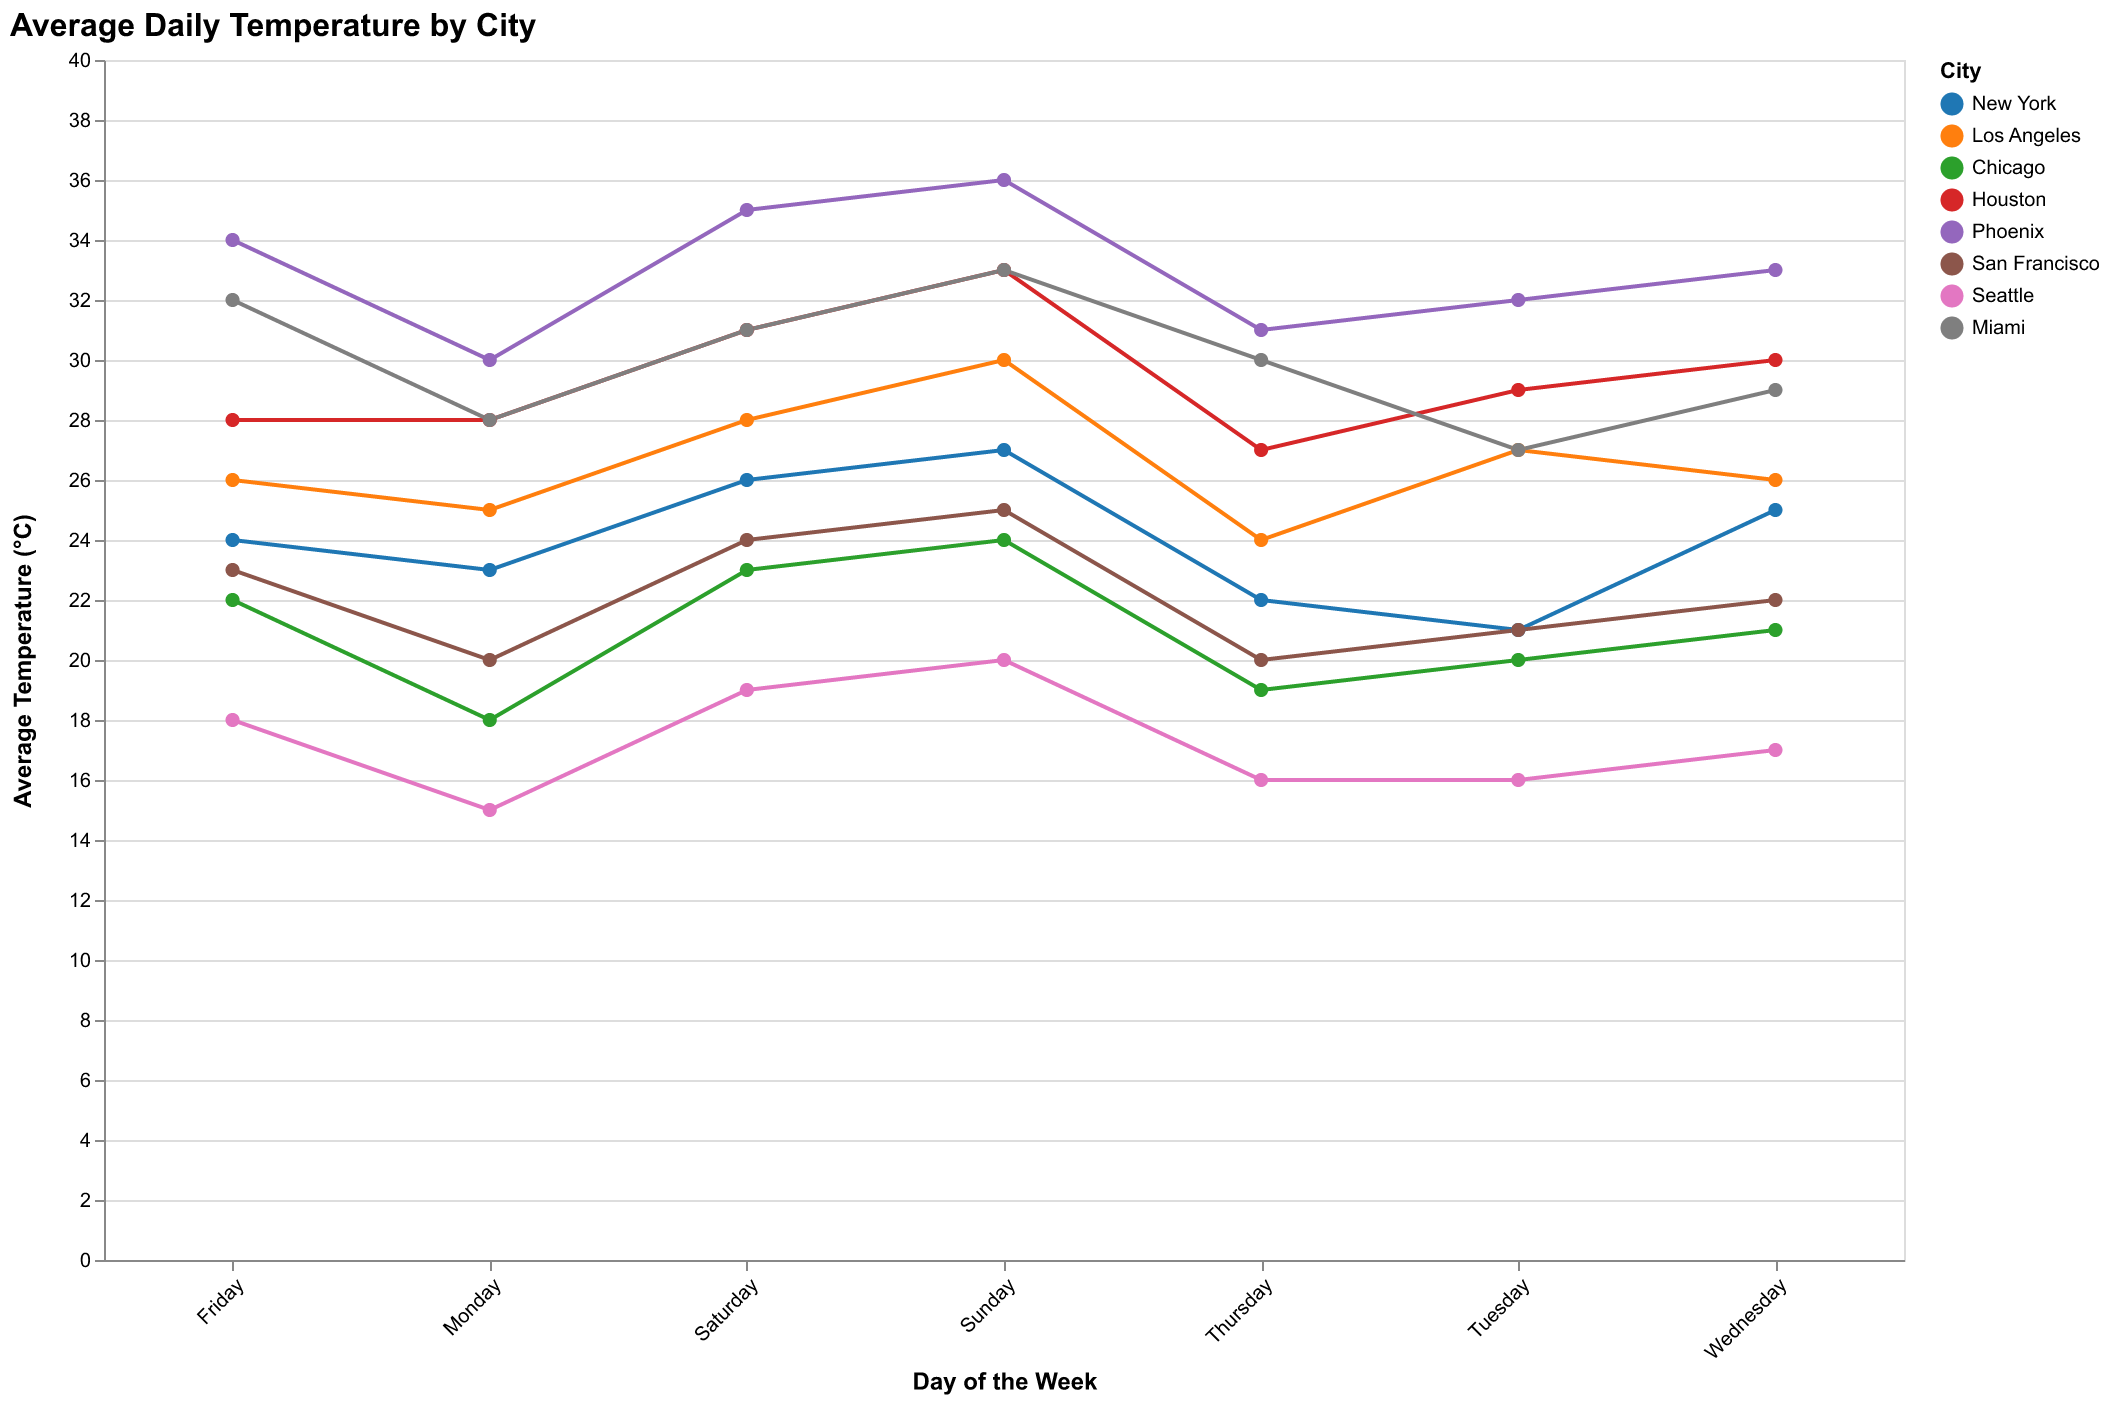 Average Daily Temperature by City
40
38
36
34
32
30
28
26
24
22
20
18
16
14
12
10
8
6
4
2
0
Average Temperature (°C)
Friday
Monday
Saturday
Sunday
Thursday
Tuesday
Wednesday
Day of the Week
City
New York
Los Angeles
Chicago
Houston
Phoenix
San Francisco
Seattle
Miami